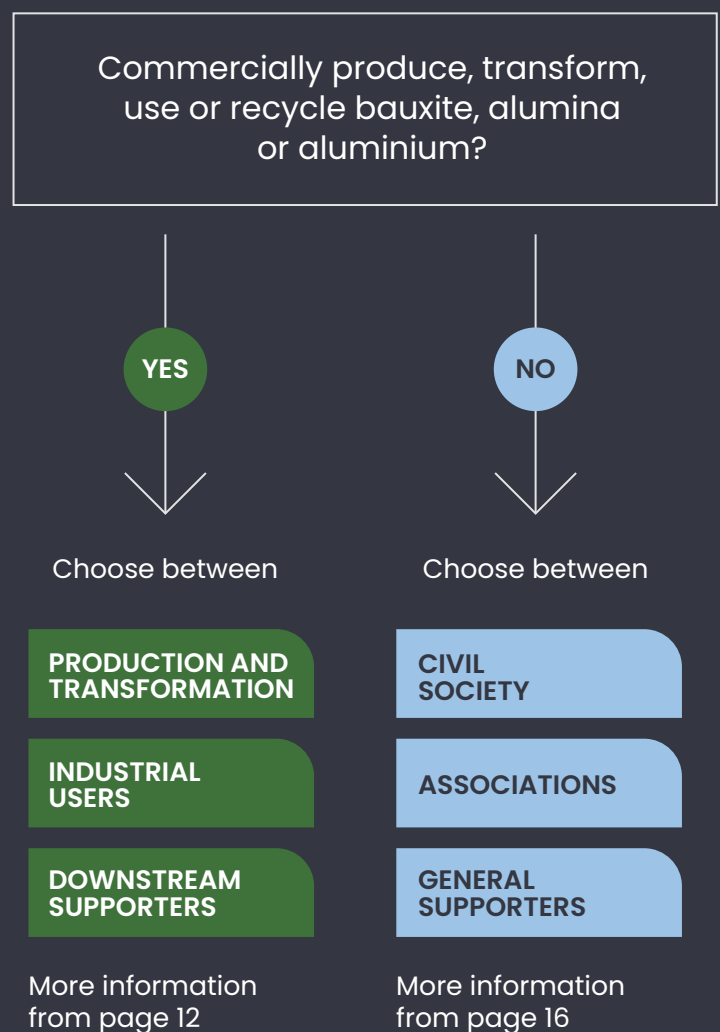 Commercially produce, transform,
use or recycle bauxite, alumina
or aluminium?
YES
NO
Choose between
Choose between
PRODUCTION AND
TRANSFORMATION
CIVIL
SOCIETY
INDUSTRIAL
USERS
ASSOCIATIONS
DOWNSTREAM
SUPPORTERS
GENERAL
SUPPORTERS
More information
from page 12
More information
from page 16